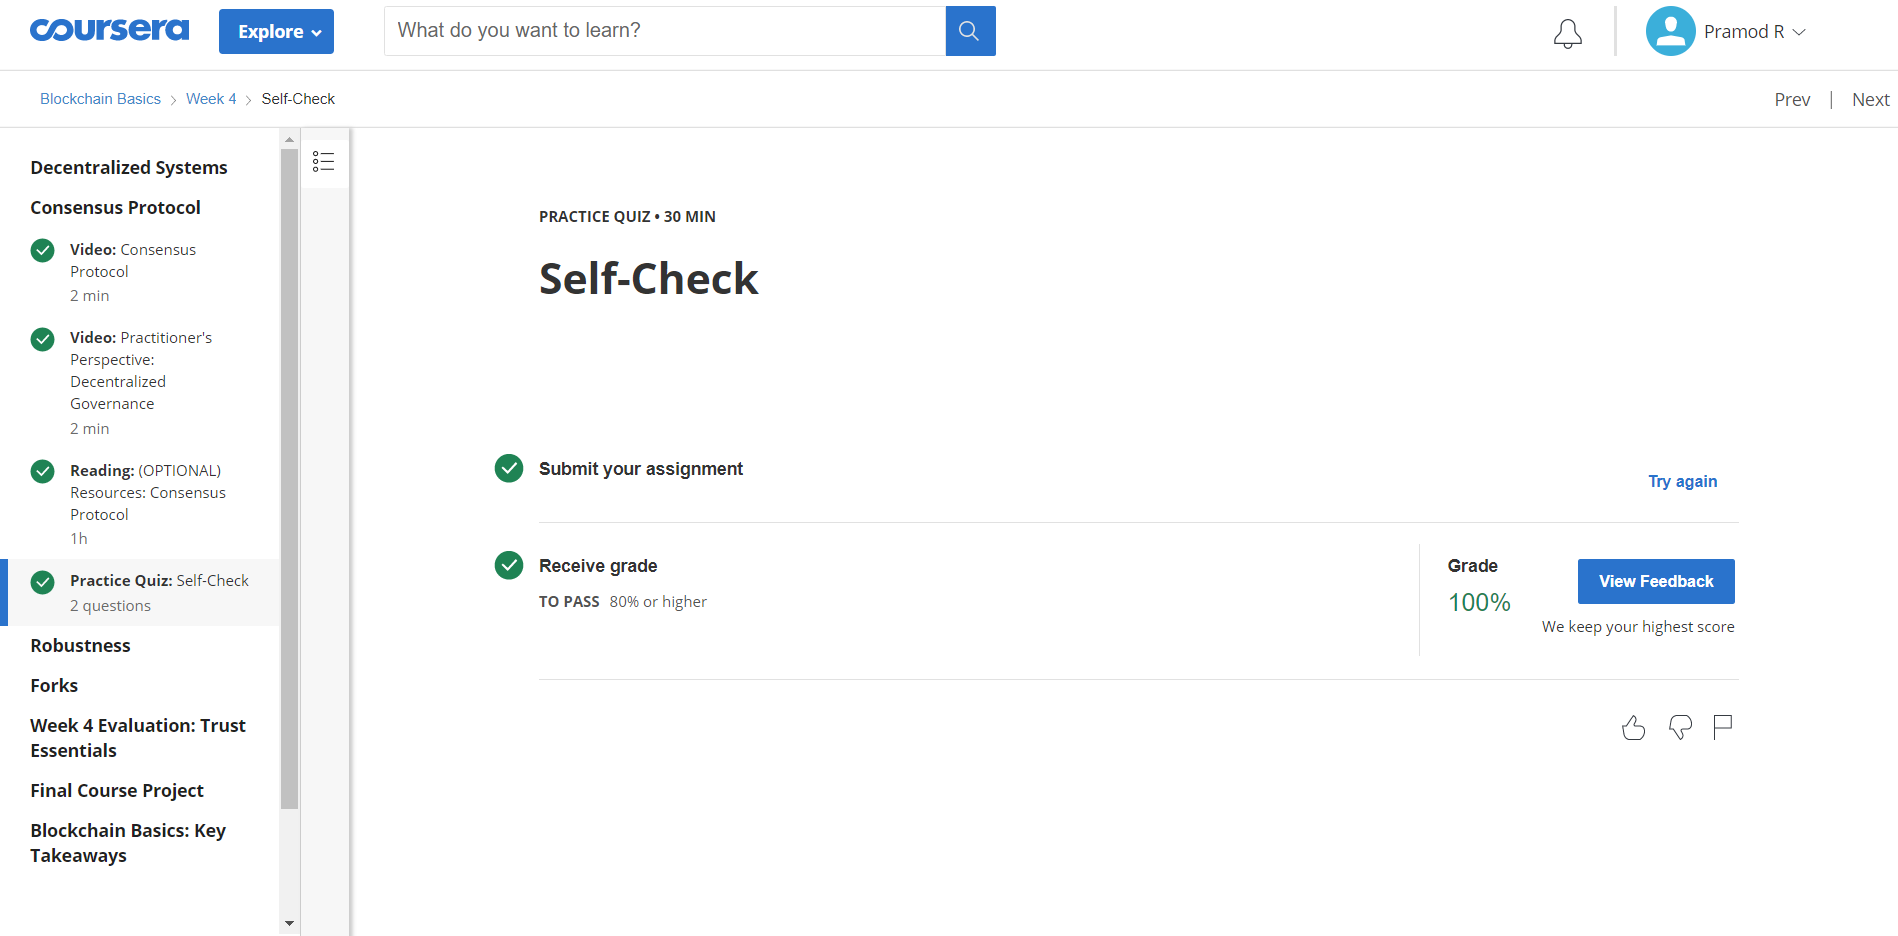 coursera
Explore
What do you want to learn?
Pramod R
Blockchain Basics
Week 4
Self-Check
Prev | Next
Decentralized Systems
Consensus Protocol
Video: Consensus
Protocol
2 min
Video: Practitioner's
Perspective:
Decentralized
Governance
2 min
Reading: (OPTIONAL)
Resources: Consensus
Protocol
1h
Practice Quiz: Self-Check
2 questions
Robustness
Forks
Week 4 Evaluation: Trust
Essentials
Final Course Project
Blockchain Basics: Key
Takeaways
PRACTICE QUIZ • 30 MIN
Self-Check
Submit your assignment
Try again
Receive grade
TO PASS 80% or higher
Grade
100%
View Feedback
We keep your highest score